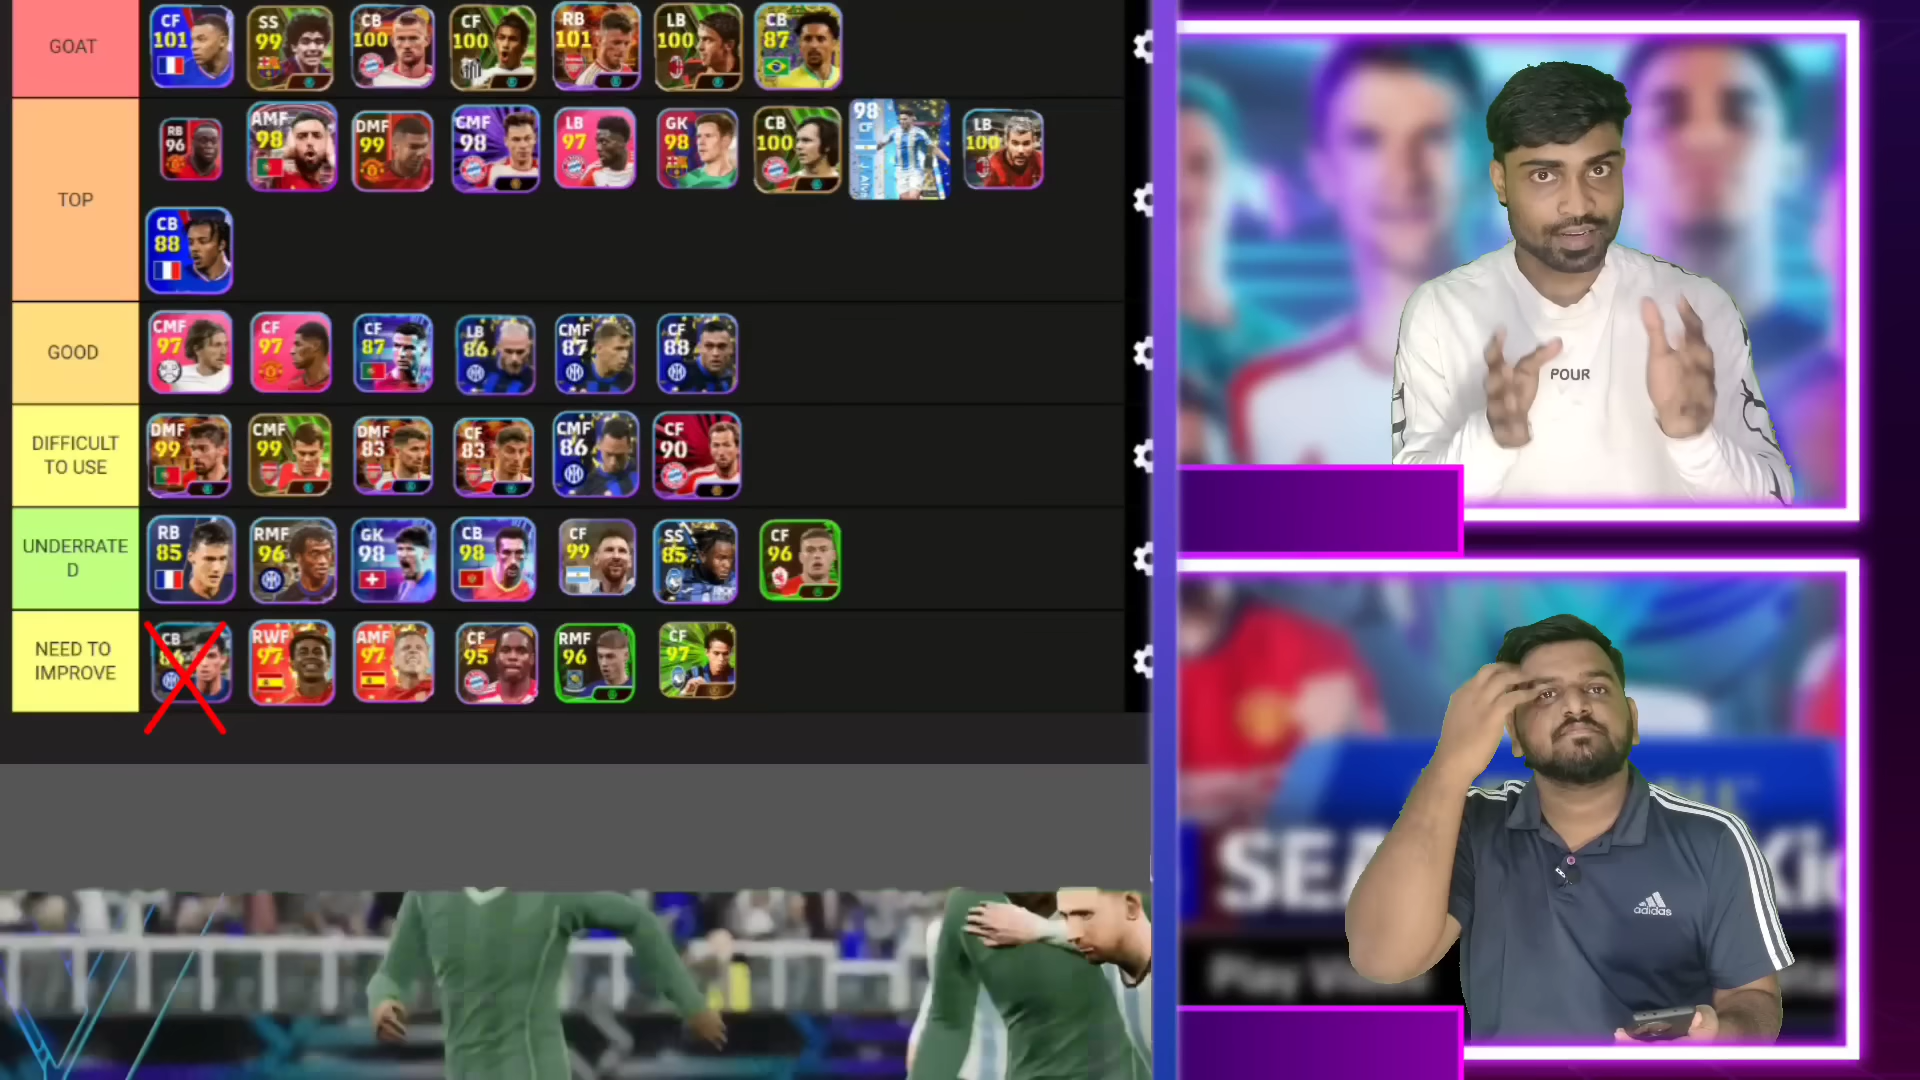 GOAT
CF 101
SS 99
CB 100
CF 100
RB 101
LB 100
CB 87
TOP
RB 96
AMF 98
DMF 99
CMF 98
LB 97
GK 98
CB 100
98 CF
LB 100
CB 88
GOOD
CMF 97
CF 97
CF 87
LB 86
CMF 87
CF 88
DIFFICULT
TO USE
DMF 99
CMF 99
DMF 83
CF 83
CMF 86
CF 90
UNDERRATE
D
RB 85
RMF 96
GK 98
CB 98
CF 99
SS 85
CF 96
NEED TO
IMPROVE
CB
RWF 97
AMF 97
CF 95
RMF 96
CF 97
POUR
adidas
Play